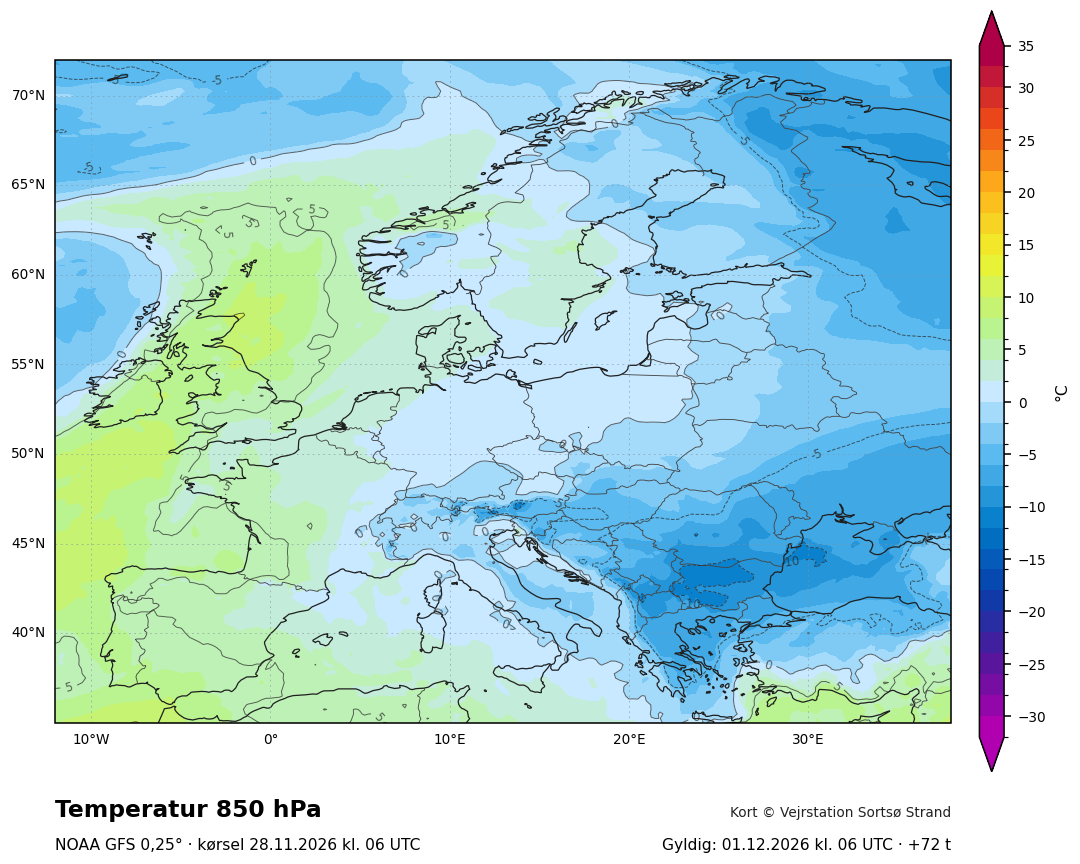 70°N
65°N
60°N
55°N
50°N
45°N
40°N
10°W
0°
10°E
20°E
30°E
35
30
25
20
15
10
5
0
−5
−10
−15
−20
−25
−30
°C
Temperatur 850 hPa
Kort © Vejrstation Sortsø Strand
NOAA GFS 0,25° · kørsel 28.11.2026 kl. 06 UTC
Gyldig: 01.12.2026 kl. 06 UTC · +72 t